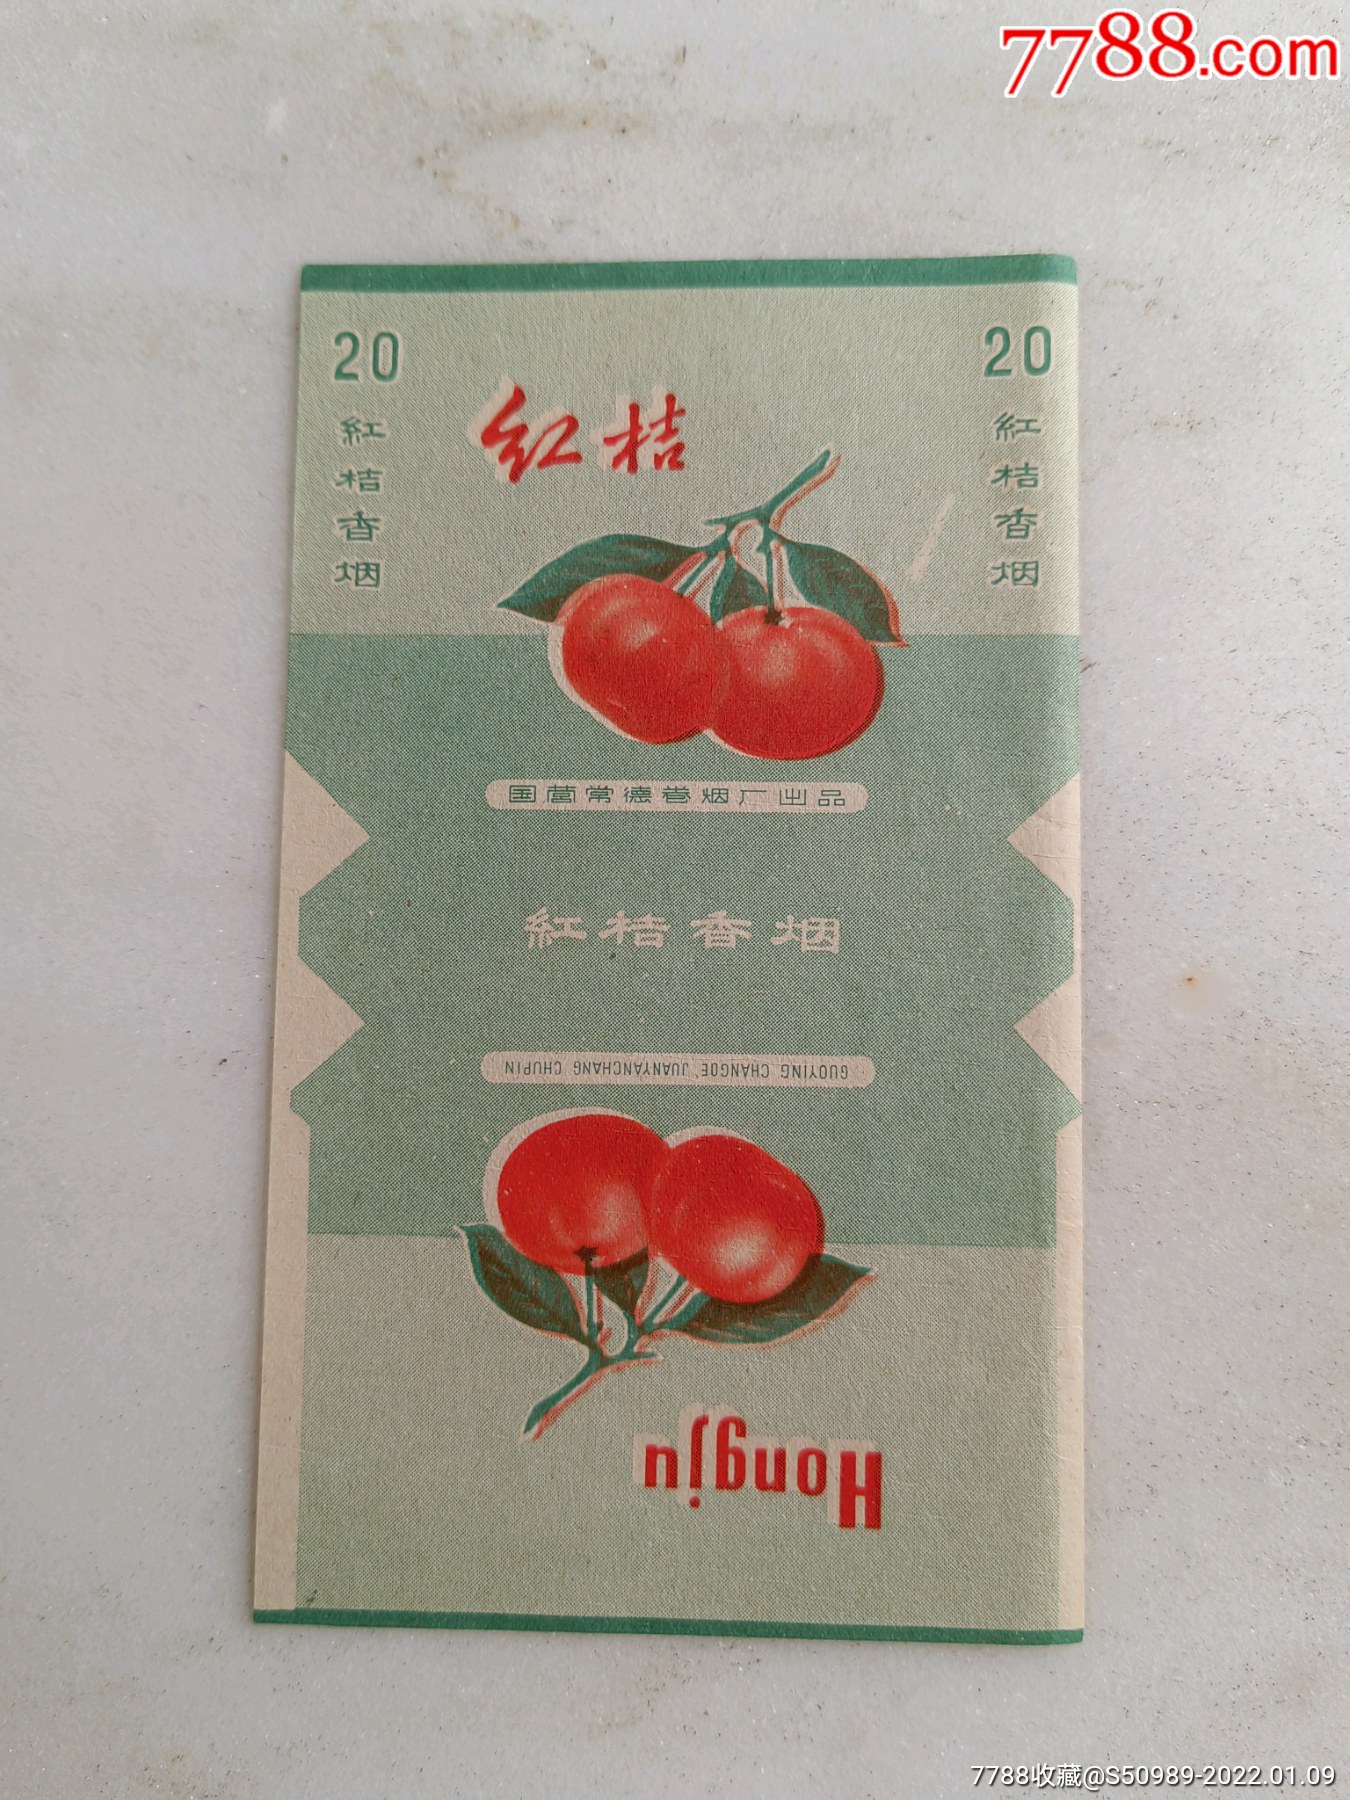 7788.com
20
20
紅
桔
香
烟
红桔
紅
桔
香
烟
国营常德卷烟厂出品
紅桔香烟
GUOYING CHANGDE JUANYANCHANG CHUPIN
Hongju
7788收藏@S50989-2022.01.09